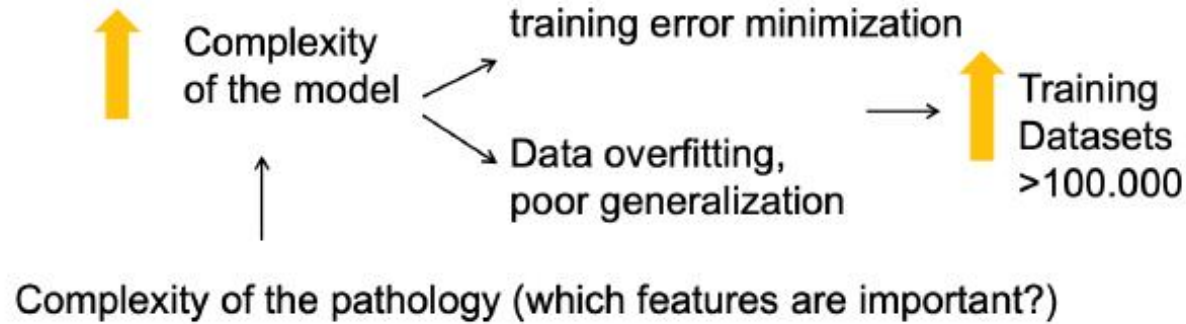 Complexity
of the model
training error minimization
Data overfitting,
poor generalization
Training
Datasets
>100.000
Complexity of the pathology (which features are important?)